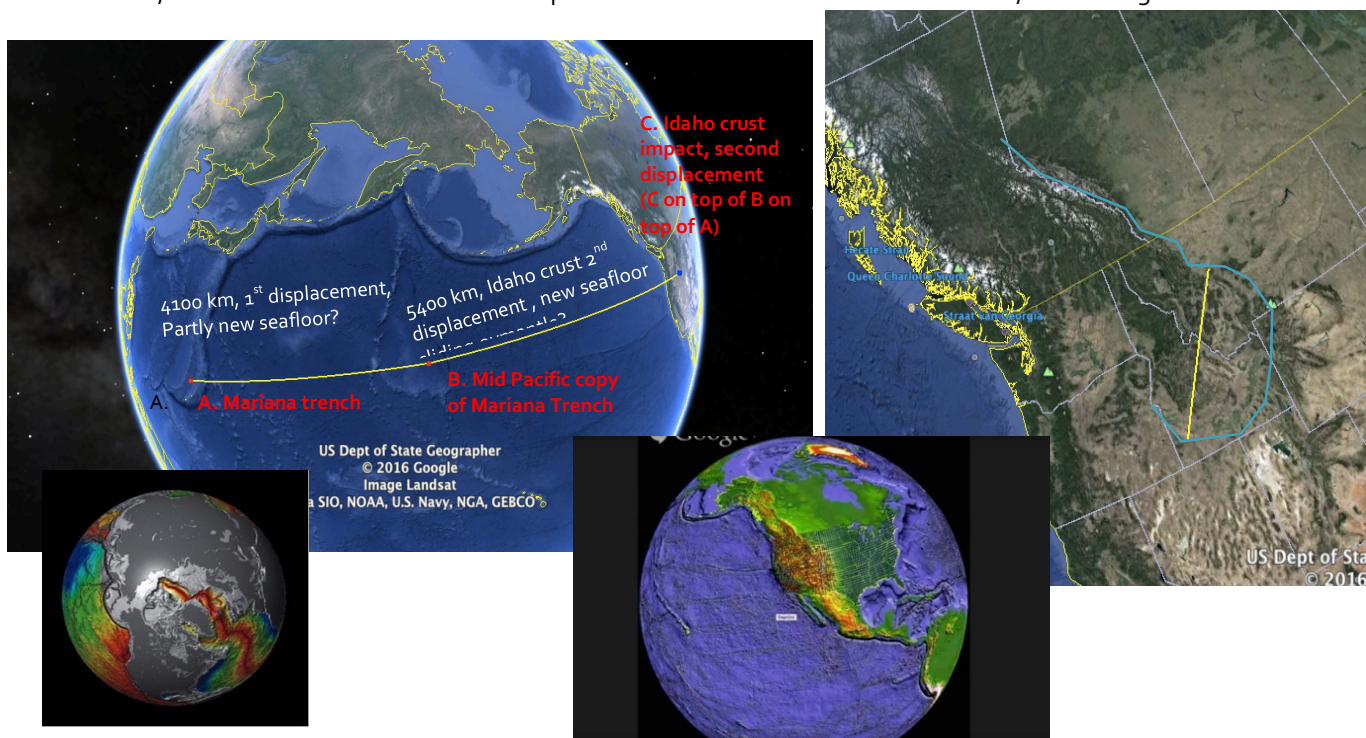 C. Idaho crust
impact, second
displacement
(C on top of B on
top of A)
4100 km, 1st displacement,
Partly new seafloor?
5400 km, Idaho crust 2nd
displacement , new seafloor
A.
A. Mariana trench
B. Mid Pacific copy
of Mariana Trench
US Dept of State Geographer
© 2016 Google
Image Landsat
a SIO, NOAA, U.S. Navy, NGA, GEBCO
Hecate Strait
Queen Charlotte Sound
Straat van Georgia
US Dept of Sta
© 2016
Google